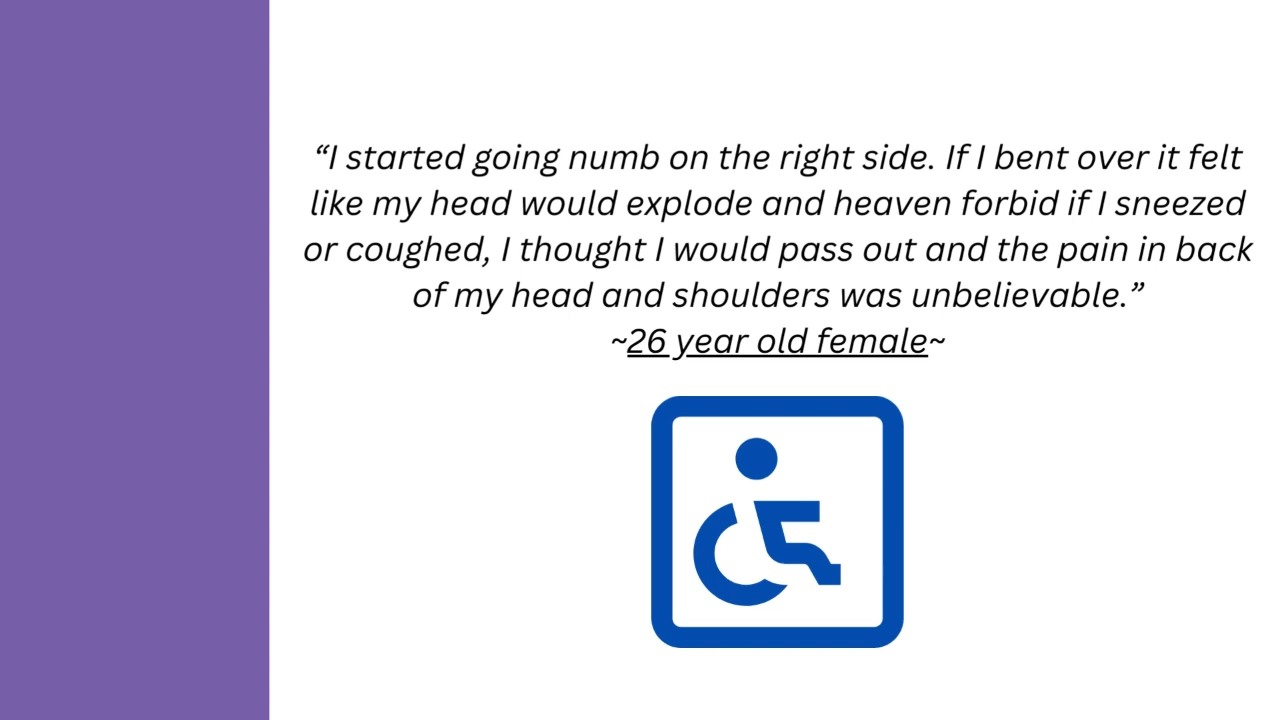 “I started going numb on the right side. If I bent over it felt
like my head would explode and heaven forbid if I sneezed
or coughed, I thought I would pass out and the pain in back
of my head and shoulders was unbelievable.”
~26 year old female~